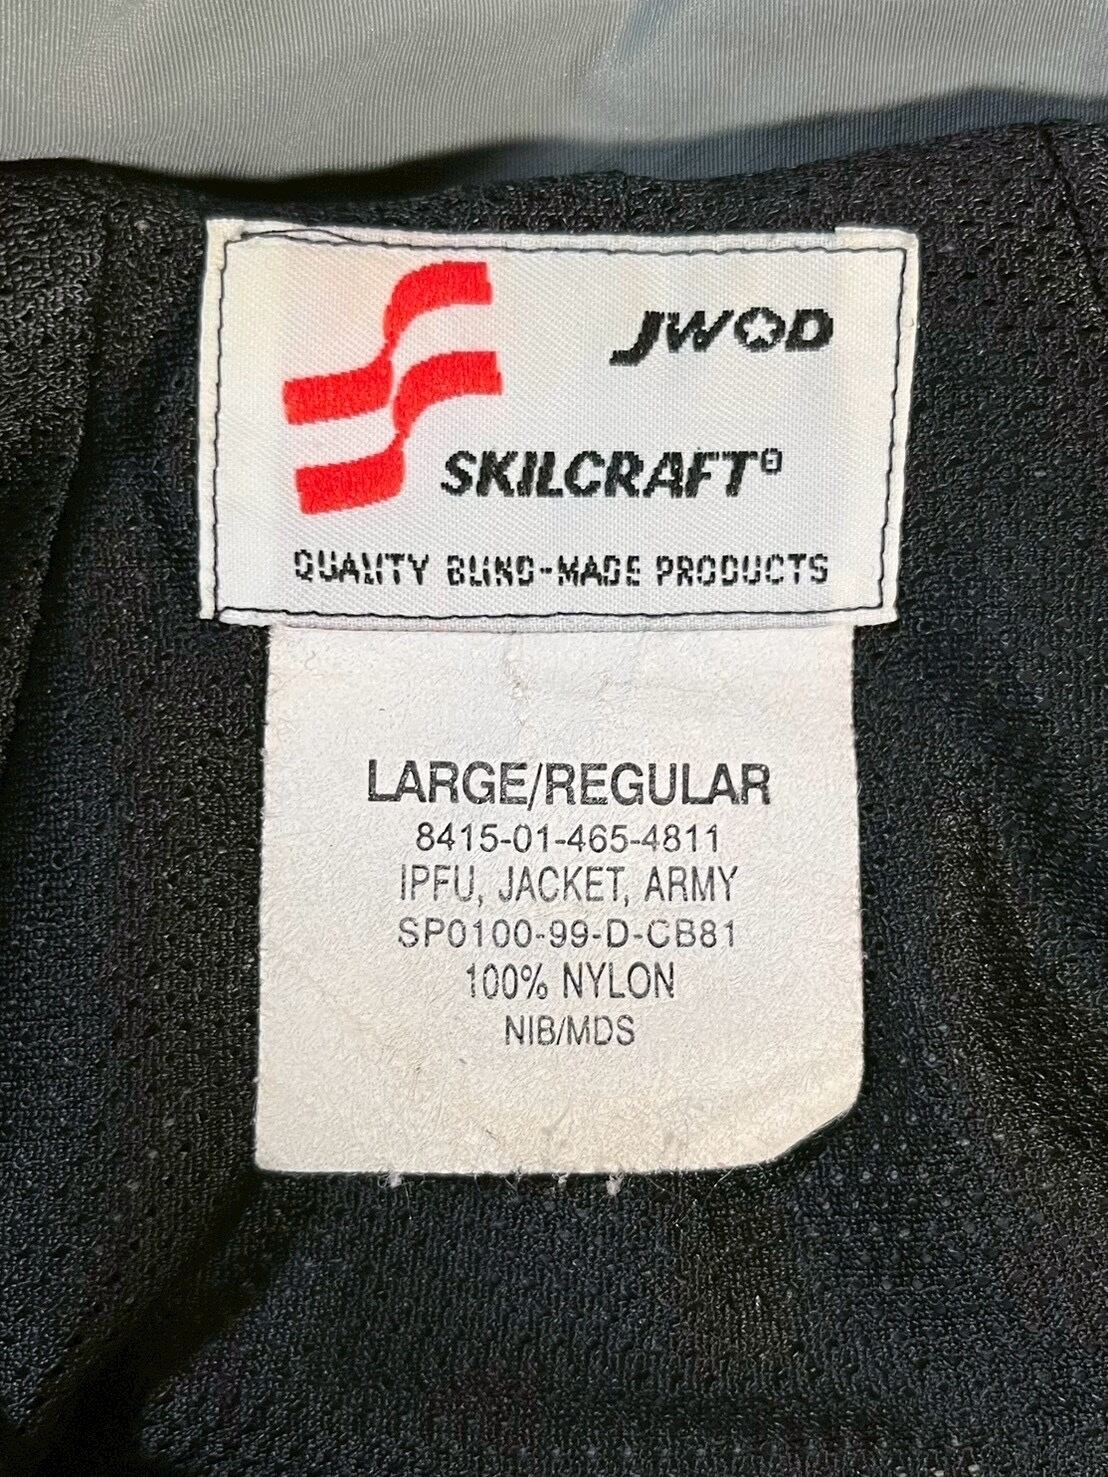 JWOD
SKILCRAFT®
QUALITY BLIND-MADE PRODUCTS
LARGE/REGULAR
8415-01-465-4811
IPFU, JACKET, ARMY
SP0100-99-D-CB81
100% NYLON
NIB/MDS